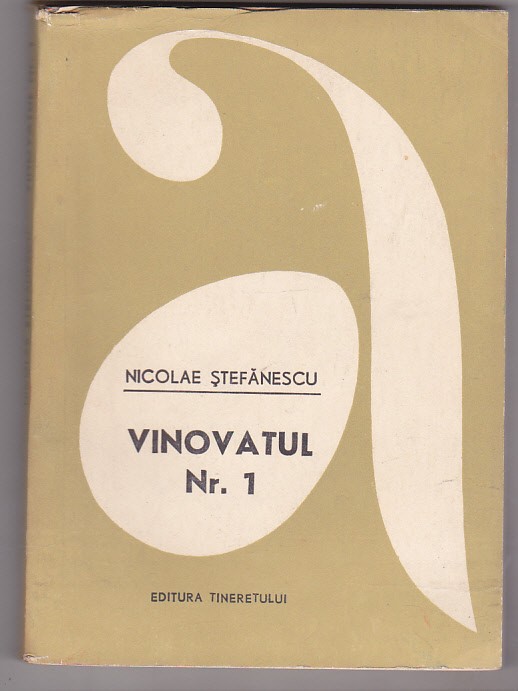 a
NICOLAE ŞTEFĂNESCU
VINOVATUL
Nr. 1
EDITURA TINERETULUI